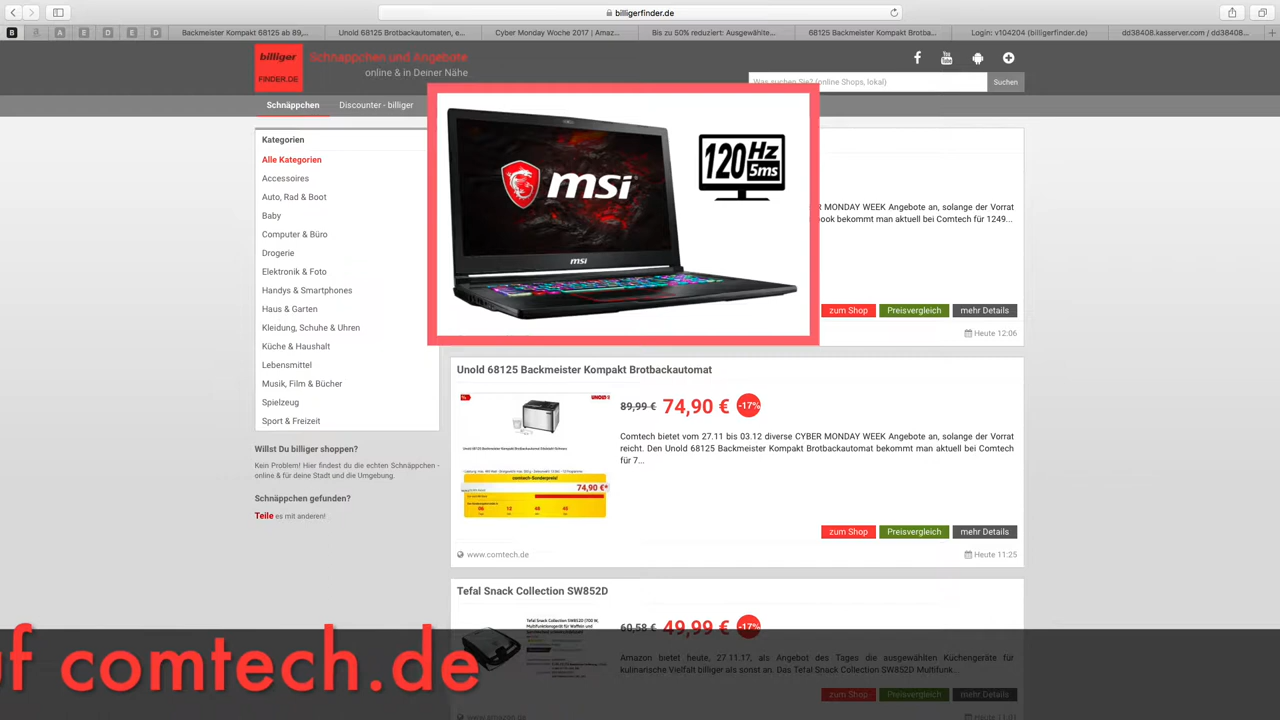 billigerfinder.de
B A E D E D Backmeister Kompakt 68125 ab 89,... Unold 68125 Brotbackautomaten, e... Cyber Monday Woche 2017 | Amaz... Bis zu 50% reduziert: Ausgewählte... 68125 Backmeister Kompakt Brotba... Login: v104204 (billigerfinder.de) dd38408.kasserver.com / dd38408...
billiger
FINDER.DE
Schnäppchen und Angebote
online & in Deiner Nähe
Was suchen Sie? (online Shops, lokal)
Suchen
Schnäppchen
Discounter - billiger
Kategorien
Alle Kategorien
Accessoires
Auto, Rad & Boot
Baby
Computer & Büro
Drogerie
Elektronik & Foto
Handys & Smartphones
Haus & Garten
Kleidung, Schuhe & Uhren
Küche & Haushalt
Lebensmittel
Musik, Film & Bücher
Spielzeug
Sport & Freizeit
Willst Du billiger shoppen?
Kein Problem! Hier findest du die echten Schnäppchen -
online & für deine Stadt und die Umgebung.
Schnäppchen gefunden?
Teile es mit anderen!
msi
msi
120Hz
5ms
MONDAY WEEK Angebote an, solange der Vorrat
bekommt man aktuell bei Comtech für 1249...
zum Shop
Preisvergleich
mehr Details
Heute 12:06
Unold 68125 Backmeister Kompakt Brotbackautomat
comtech-Sonderpreis!
74,90 €*
89,99 € 74,90 € -17%
Comtech bietet vom 27.11 bis 03.12 diverse CYBER MONDAY WEEK Angebote an, solange der Vorrat
reicht. Den Unold 68125 Backmeister Kompakt Brotbackautomat bekommt man aktuell bei Comtech
für 7...
zum Shop
Preisvergleich
mehr Details
www.comtech.de
Heute 11:25
Tefal Snack Collection SW852D
60,58 € 49,99 € -17%
Amazon bietet heute, 27.11.17, als Angebot des Tages die ausgewählten Küchengeräte für
kulinarische Vielfalt billiger als sonst an. Das Tefal Snack Collection SW852D Multifunk...
zum Shop
Preisvergleich
mehr Details
www.amazon.de
Heute 11:01
uf comtech.de